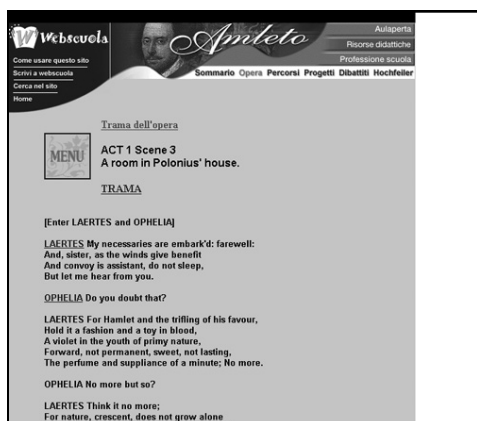 Webscuola
Amleto
Aulaperta
Risorse didattiche
Professione scuola
Come usare questo sito
Scrivi a webscuola
Cerca nel sito
Home
Sommario Opera Percorsi Progetti Dibattiti Hochfeiler
Trama dell'opera
MENU
ACT 1 Scene 3
A room in Polonius' house.
TRAMA
[Enter LAERTES and OPHELIA]
LAERTES My necessaries are embark'd: farewell:
And, sister, as the winds give benefit
And convoy is assistant, do not sleep,
But let me hear from you.
OPHELIA Do you doubt that?
LAERTES For Hamlet and the trifling of his favour,
Hold it a fashion and a toy in blood,
A violet in the youth of primy nature,
Forward, not permanent, sweet, not lasting,
The perfume and suppliance of a minute; No more.
OPHELIA No more but so?
LAERTES Think it no more;
For nature, crescent, does not grow alone